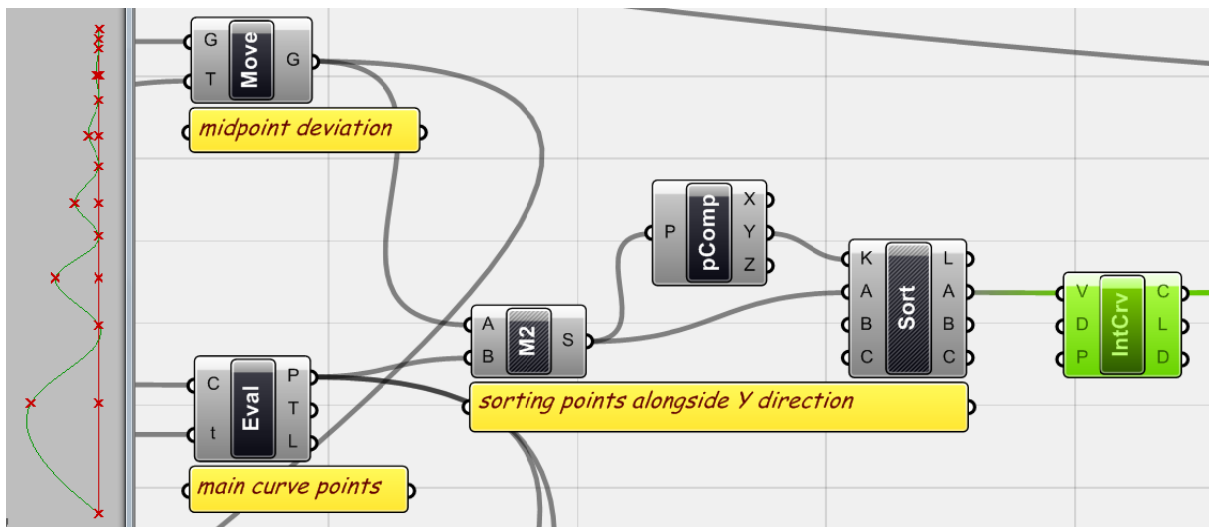 G
T
Move
G
midpoint deviation
P
pComp
X
Y
Z
K
A
B
C
Sort
L
A
B
C
V
D
P
IntCrv
C
L
D
A
B
M2
S
sorting points alongside Y direction
C
t
Eval
P
T
L
main curve points